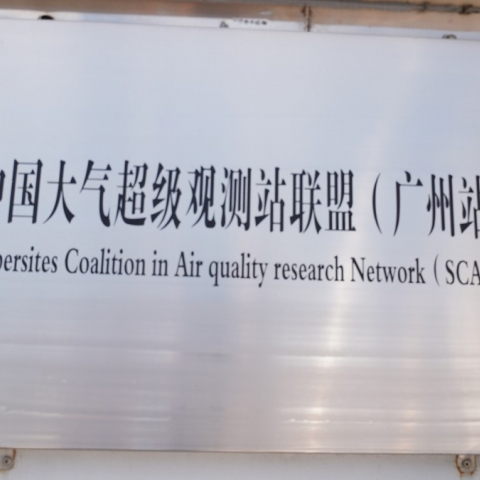 中国大气超级观测站联盟（广州站
persites Coalition in Air quality research Network（SCA